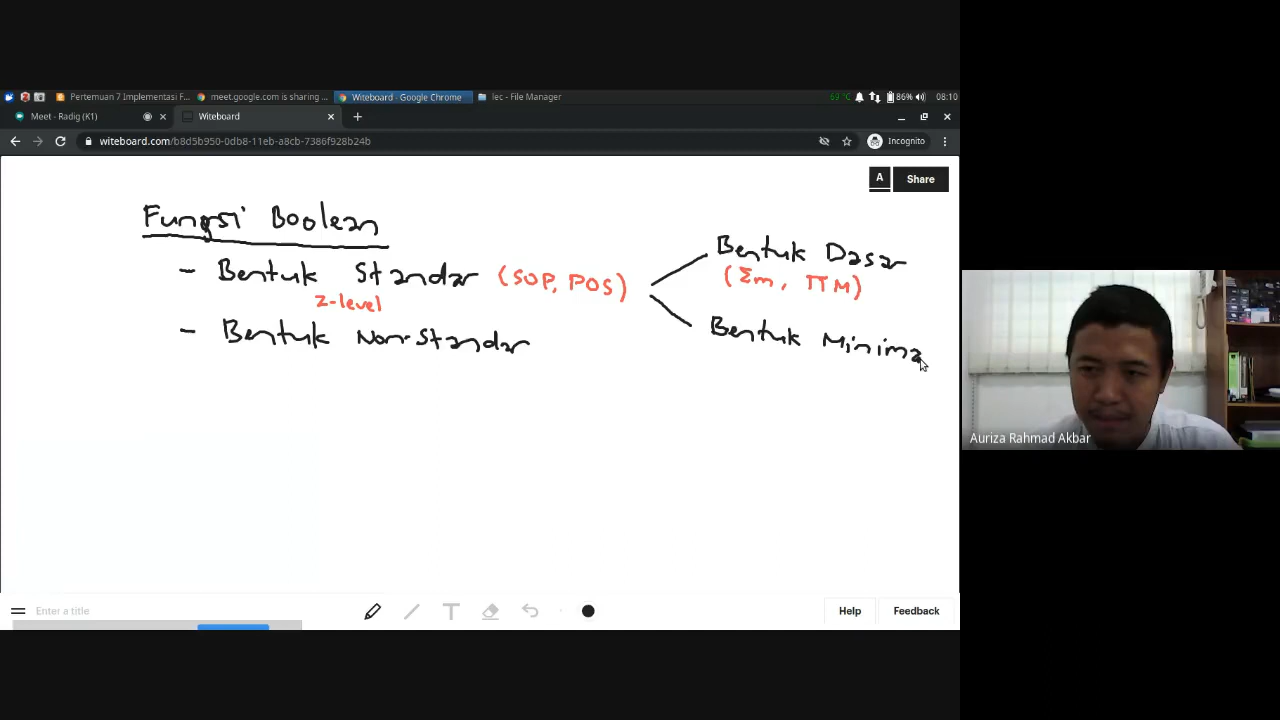 Pertemuan 7 Implementasi F...
meet.google.com is sharing ...
Witeboard - Google Chrome
lec - File Manager
69 °C
86%
08:10
Meet - Radig (K1)
Witeboard
witeboard.com/b8d5b950-0db8-11eb-a8cb-7386f928b24b
Incognito
A
Share
Fungsi Boolean
- Bentuk Standar (SOP, POS)
2-level
- Bentuk Non-Standar
Bentuk Dasar
(Σm, ΠM)
Bentuk Minima
Auriza Rahmad Akbar
Enter a title
T
Help
Feedback